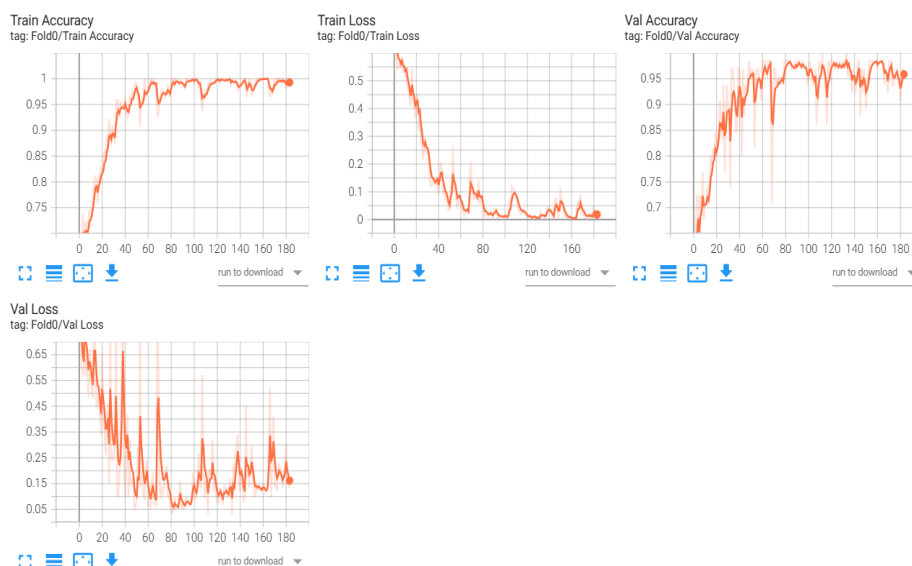 Train Accuracy
tag: Fold0/Train Accuracy
1
0.95
0.9
0.85
0.8
0.75
0 20 40 60 80 100 120 140 160 180
run to download
Train Loss
tag: Fold0/Train Loss
0.5
0.4
0.3
0.2
0.1
0
0 40 80 120 160
run to download
Val Accuracy
tag: Fold0/Val Accuracy
0.95
0.9
0.85
0.8
0.75
0.7
0 20 40 60 80 100 120 140 160 180
run to download
Val Loss
tag: Fold0/Val Loss
0.65
0.55
0.45
0.35
0.25
0.15
0.05
0 20 40 60 80 100 120 140 160 180
run to download